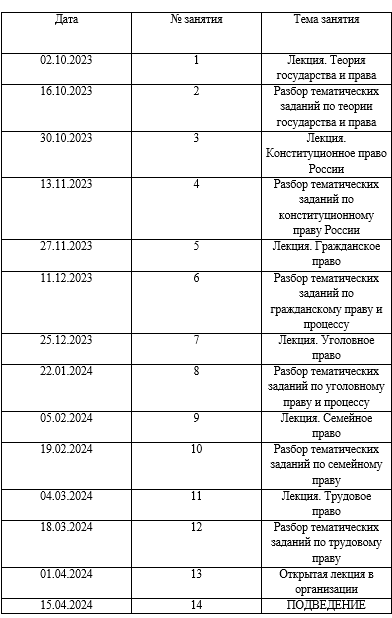 Дата № занятия Тема занятия
02.10.2023 1 Лекция. Теория
государства и права
16.10.2023 2 Разбор тематических
заданий по теории
государства и права
30.10.2023 3 Лекция.
Конституционное право
России
13.11.2023 4 Разбор тематических
заданий по
конституционному
праву России
27.11.2023 5 Лекция. Гражданское
право
11.12.2023 6 Разбор тематических
заданий по
гражданскому праву и
процессу
25.12.2023 7 Лекция. Уголовное
право
22.01.2024 8 Разбор тематических
заданий по уголовному
праву и процессу
05.02.2024 9 Лекция. Семейное
право
19.02.2024 10 Разбор тематических
заданий по семейному
праву
04.03.2024 11 Лекция. Трудовое
право
18.03.2024 12 Разбор тематических
заданий по трудовому
праву
01.04.2024 13 Открытая лекция в
организации
15.04.2024 14 ПОДВЕДЕНИЕ